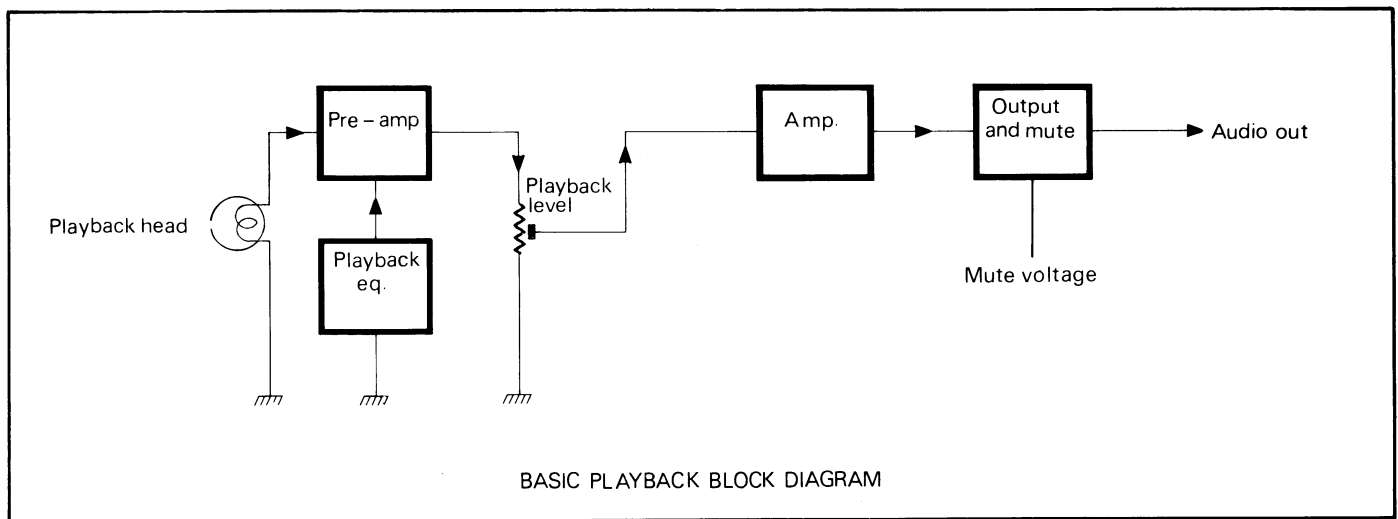 Playback head
Pre-amp
Playback
eq.
Playback
level
Amp.
Output
and mute
Audio out
Mute voltage
BASIC PLAYBACK BLOCK DIAGRAM